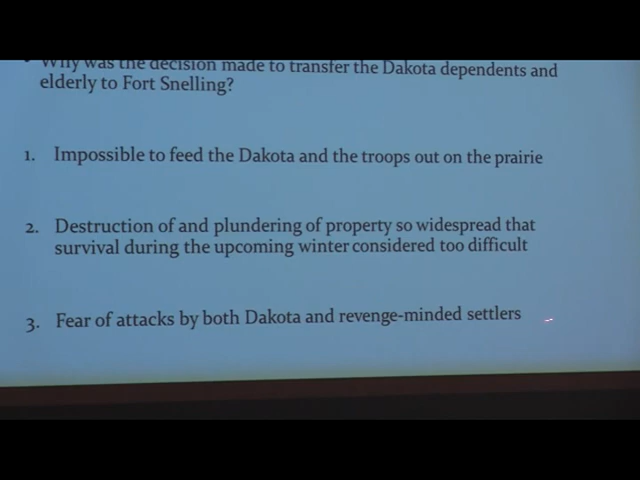 • Why was the decision made to transfer the Dakota dependents and
elderly to Fort Snelling?
1. Impossible to feed the Dakota and the troops out on the prairie
2. Destruction of and plundering of property so widespread that
survival during the upcoming winter considered too difficult
3. Fear of attacks by both Dakota and revenge-minded settlers